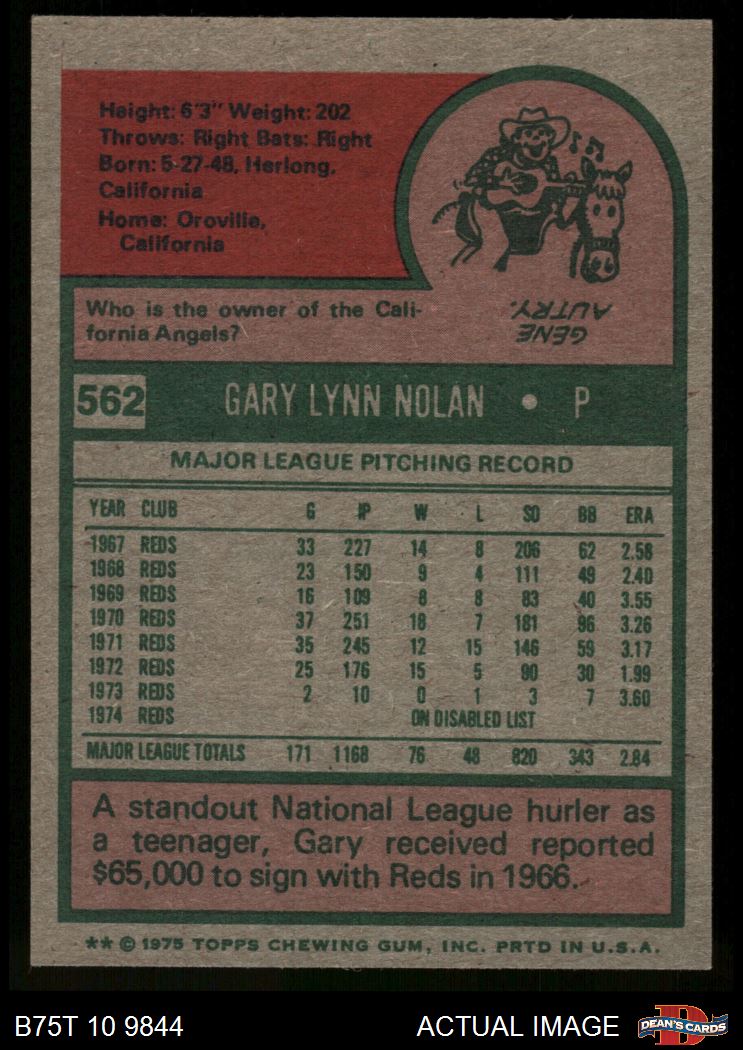 Height: 6'3" Weight: 202
Throws: Right Bats: Right
Born: 5-27-48, Herlong,
California
Home: Oroville,
California
Who is the owner of the Cali-
fornia Angels?
GENE
AUTRY.
562 GARY LYNN NOLAN • P
MAJOR LEAGUE PITCHING RECORD
YEAR CLUB G IP W L SO BB ERA
1967 REDS 33 227 14 8 206 62 2.58
1968 REDS 23 150 9 4 111 49 2.40
1969 REDS 16 109 8 8 83 40 3.55
1970 REDS 37 251 18 7 181 96 3.26
1971 REDS 35 245 12 15 146 59 3.17
1972 REDS 25 176 15 5 90 30 1.99
1973 REDS 2 10 0 1 3 7 3.60
1974 REDS ON DISABLED LIST
MAJOR LEAGUE TOTALS 171 1168 76 48 820 343 2.84
A standout National League hurler as
a teenager, Gary received reported
$65,000 to sign with Reds in 1966.
** © 1975 TOPPS CHEWING GUM, INC. PRTD IN U.S.A.
B75T 10 9844 ACTUAL IMAGE
D
DEAN'S CARDS